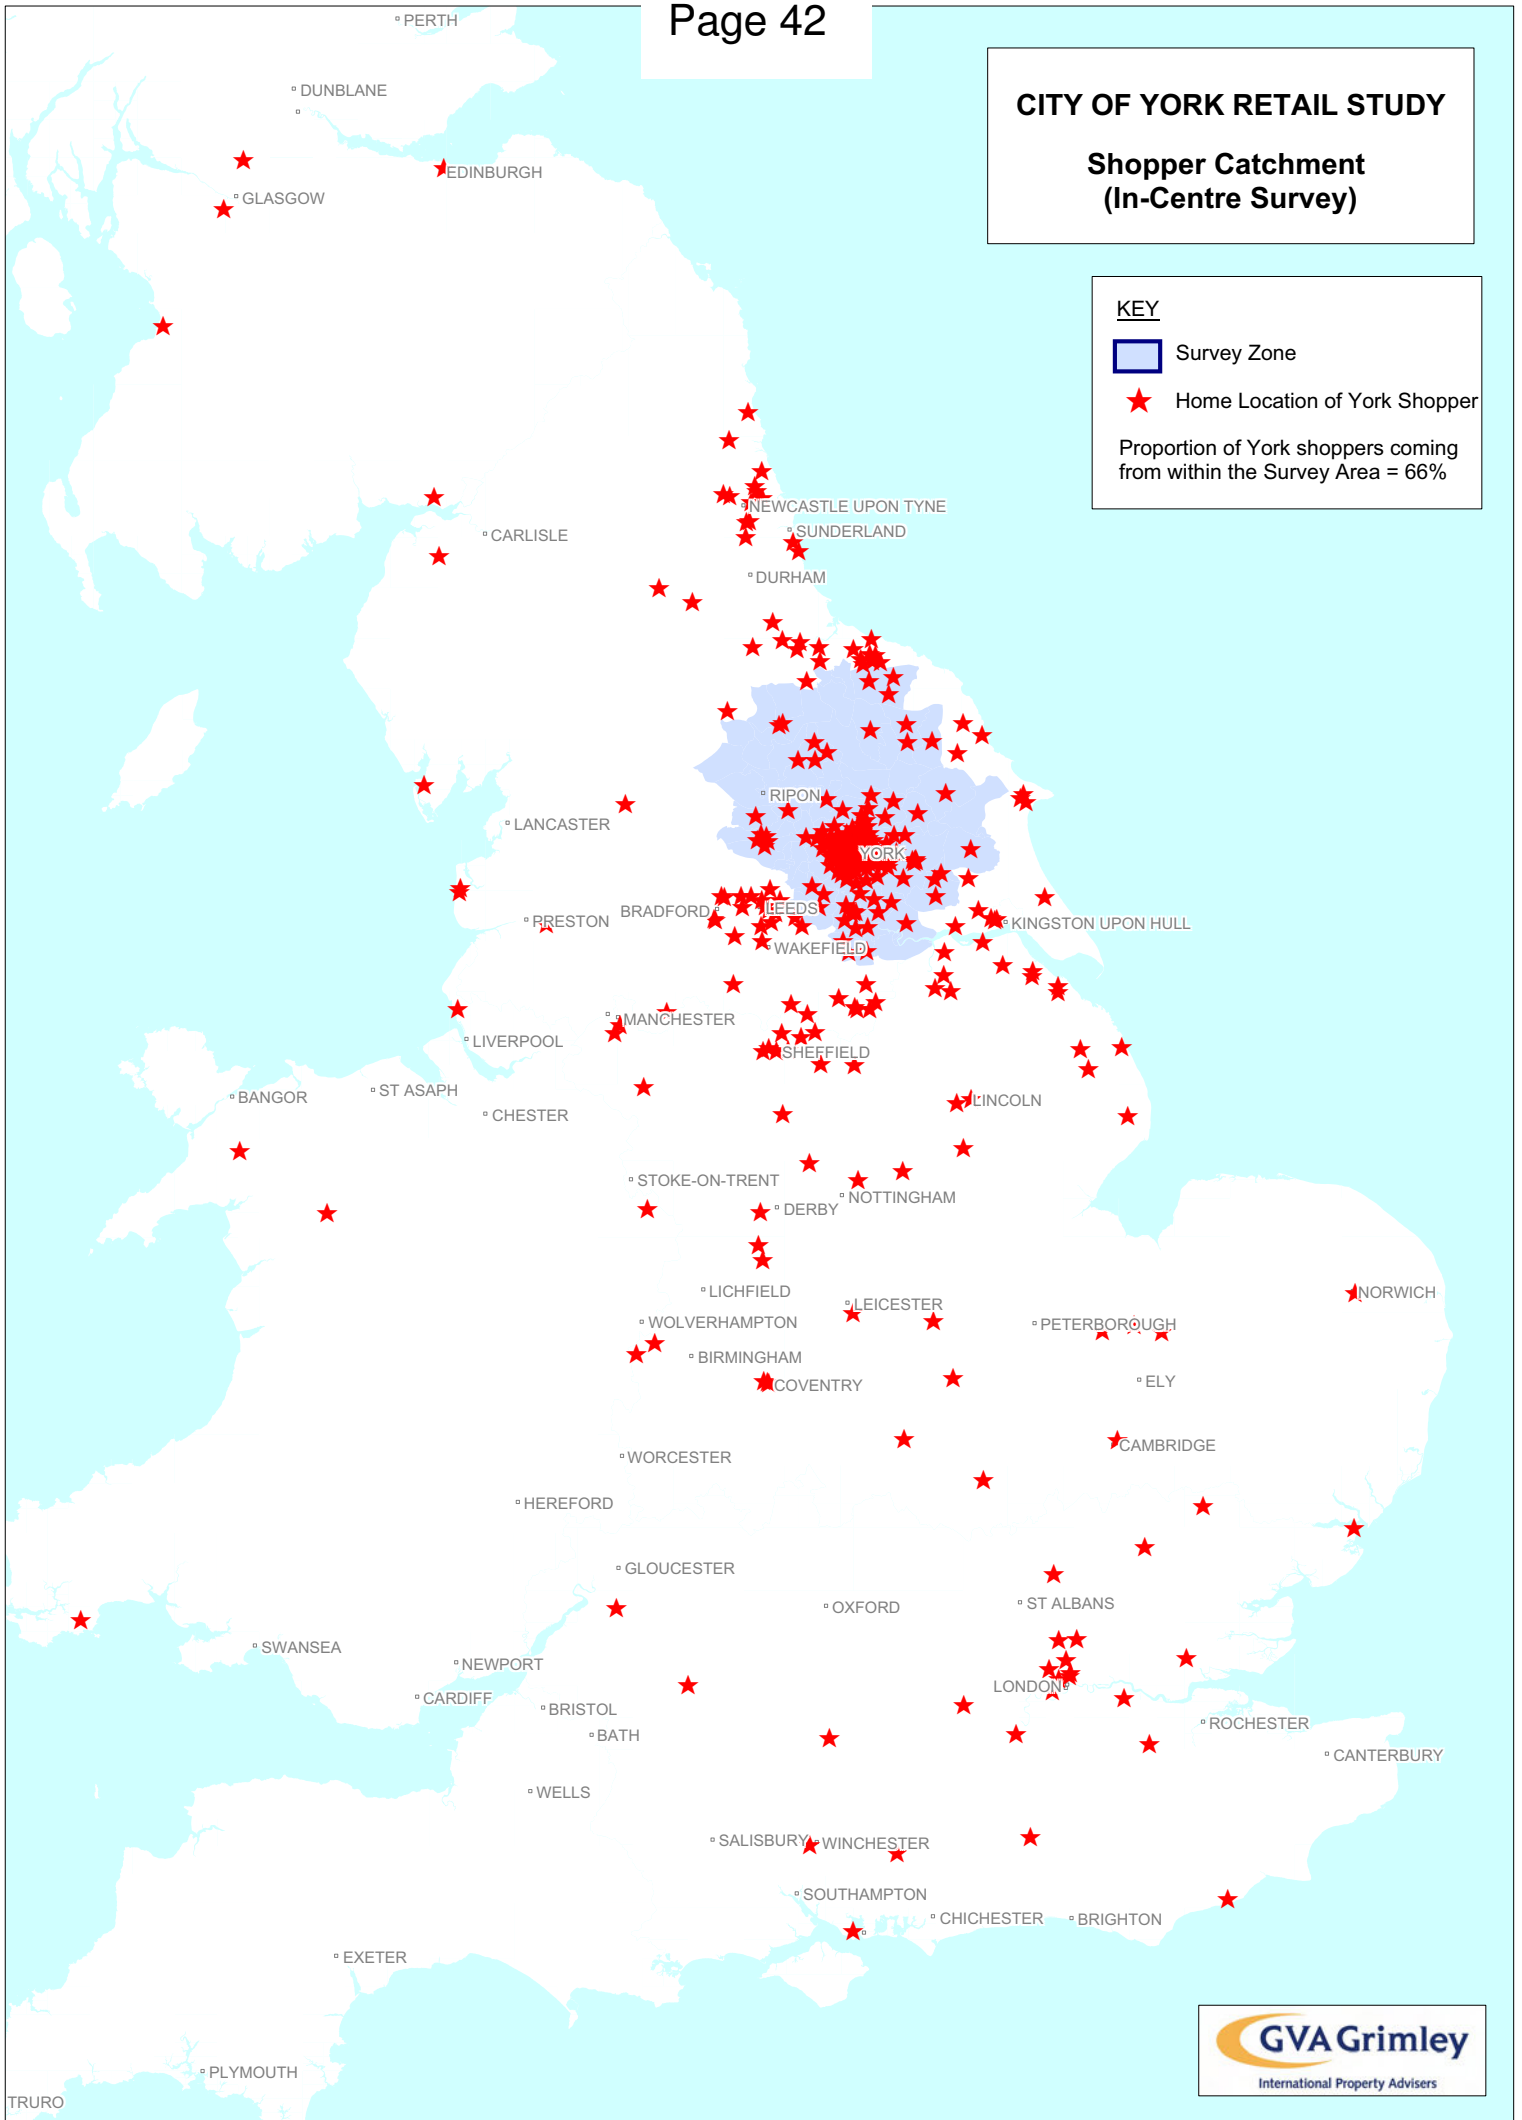 Page 42
PERTH
CITY OF YORK RETAIL STUDY
Shopper Catchment
(In-Centre Survey)
DUNBLANE
EDINBURGH
GLASGOW
KEY
Survey Zone
Home Location of York Shopper
Proportion of York shoppers coming
from within the Survey Area = 66%
NEWCASTLE UPON TYNE
SUNDERLAND
CARLISLE
DURHAM
RIPON
LANCASTER
YORK
BRADFORD
LEEDS
PRESTON
KINGSTON UPON HULL
WAKEFIELD
MANCHESTER
LIVERPOOL
SHEFFIELD
BANGOR
ST ASAPH
CHESTER
LINCOLN
STOKE-ON-TRENT
NOTTINGHAM
DERBY
LICHFIELD
NORWICH
LEICESTER
WOLVERHAMPTON
PETERBOROUGH
BIRMINGHAM
COVENTRY
ELY
CAMBRIDGE
WORCESTER
HEREFORD
GLOUCESTER
OXFORD
ST ALBANS
SWANSEA
NEWPORT
LONDON
CARDIFF
BRISTOL
ROCHESTER
BATH
CANTERBURY
WELLS
SALISBURY
WINCHESTER
SOUTHAMPTON
CHICHESTER
BRIGHTON
EXETER
PLYMOUTH
TRURO
GVA Grimley
International Property Advisers